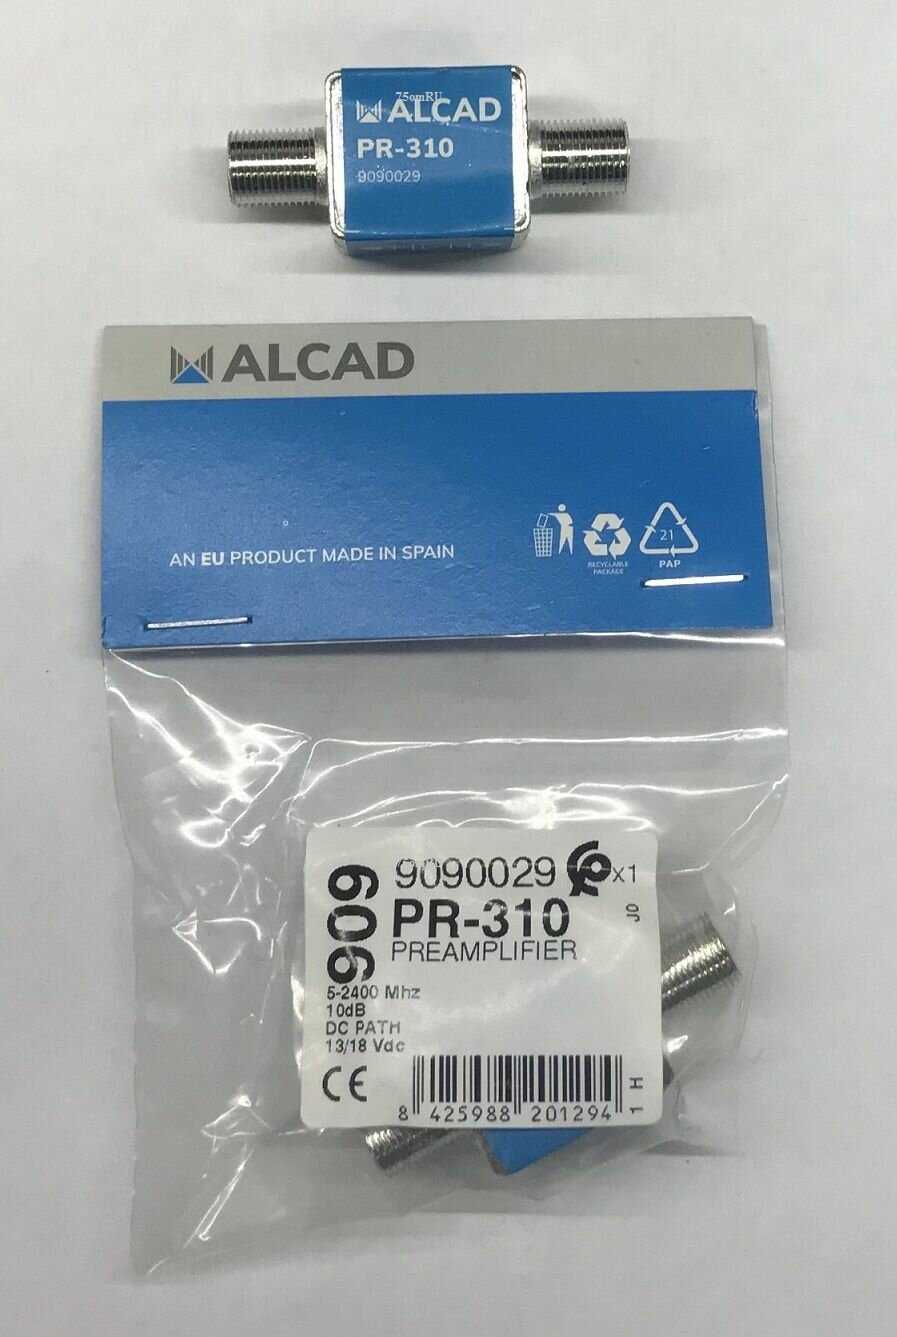 75omRU
ALCAD
PR-310
9090029
ALCAD
AN EU PRODUCT MADE IN SPAIN
RECYCLABLE
PACKAGE
21
PAP
909
9090029 x1
PR-310
PREAMPLIFIER
J0
5-2400 Mhz
10dB
DC PATH
13/18 Vdc
CE
8 425988 201294
1 H